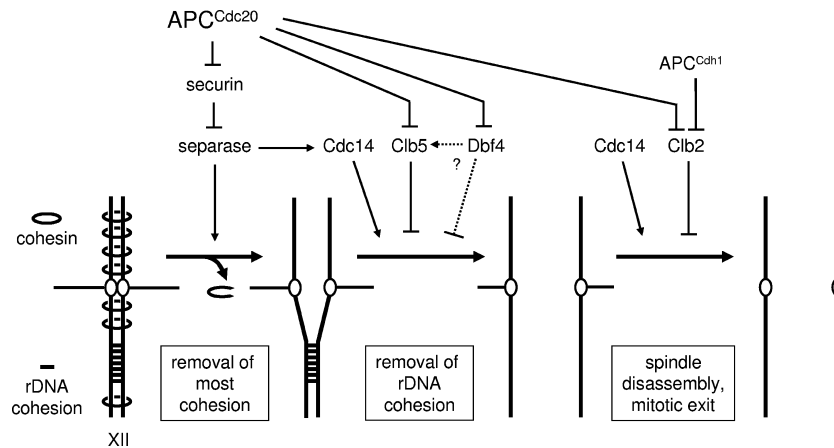 APCCdc20
securin
APCCdh1
separase
Cdc14
Clb5
Dbf4
?
Cdc14
Clb2
cohesin
rDNA
cohesion
XII
removal of
most
cohesion
removal of
rDNA
cohesion
spindle
disassembly,
mitotic exit